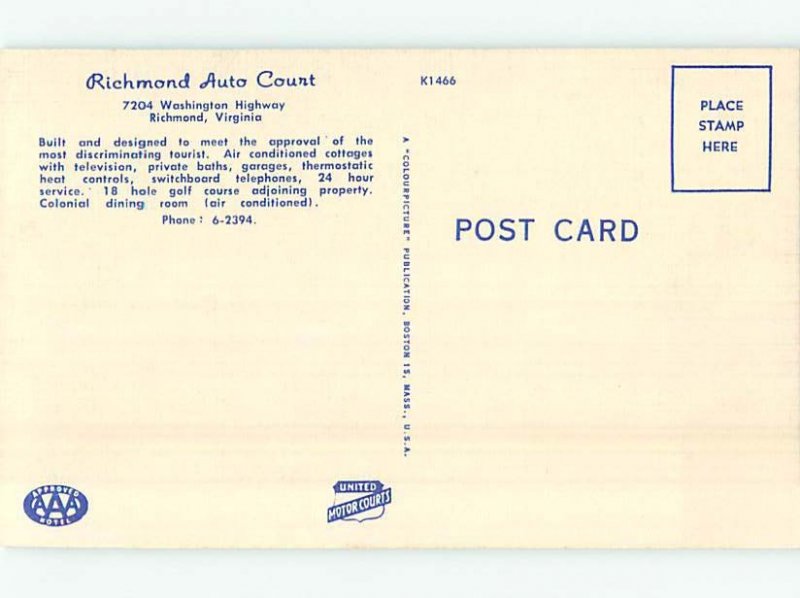 Richmond Auto Court
7204 Washington Highway
Richmond, Virginia
Built and designed to meet the approval of the
most discriminating tourist. Air conditioned cottages
with television, private baths, garages, thermostatic
heat controls, switchboard telephones, 24 hour
service. 18 hole golf course adjoining property.
Colonial dining room (air conditioned).
Phone: 6-2394.
APPROVED
AAA
MOTEL
UNITED
MOTOR COURTS
A "COLOURPICTURE" PUBLICATION, BOSTON 15, MASS., U.S.A.
K1466
PLACE
STAMP
HERE
POST CARD